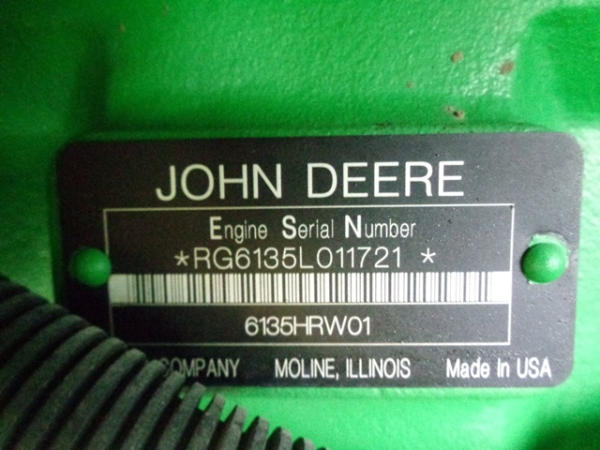 JOHN DEERE
Engine Serial Number
*RG6135L011721 *
6135HRW01
COMPANY MOLINE, ILLINOIS Made In USA